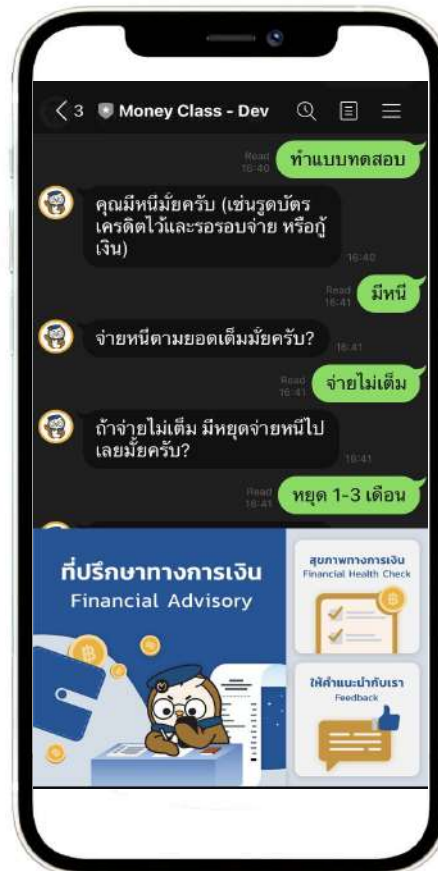 3 Money Class - Dev
Read
16:40
ทำแบบทดสอบ
คุณมีหนี้มั้ยครับ (เช่นรูดบัตร
เครดิตไว้และรอรอบจ่าย หรือกู้
เงิน)
16:40
Read
16:41
มีหนี้
จ่ายหนี้ตามยอดเต็มมั้ยครับ?
16:41
Read
16:41
จ่ายไม่เต็ม
ถ้าจ่ายไม่เต็ม มีหยุดจ่ายหนี้ไป
เลยมั้ยครับ?
16:41
Read
16:41
หยุด 1-3 เดือน
ที่ปรึกษาทางการเงิน
Financial Advisory
สุขภาพทางการเงิน
Financial Health Check
ให้คำแนะนำกับเรา
Feedback